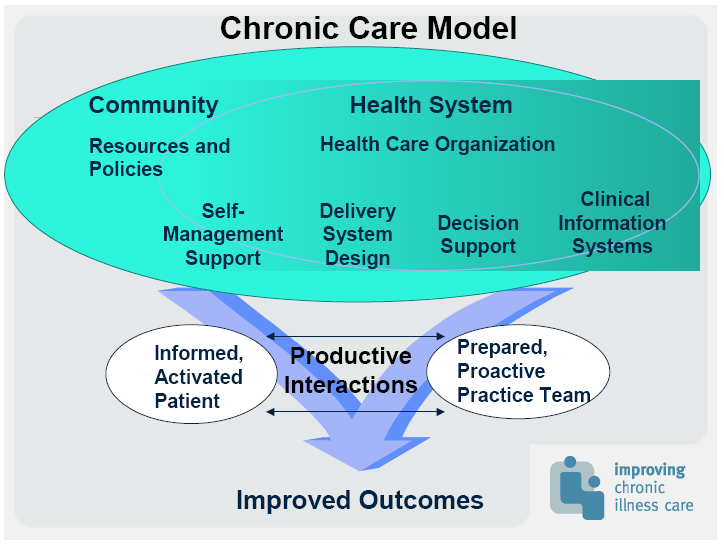 Chronic Care Model
Community
Health System
Resources and
Policies
Health Care Organization
Self-
Management
Support
Delivery
System
Design
Decision
Support
Clinical
Information
Systems
Informed,
Activated
Patient
Productive
Interactions
Prepared,
Proactive
Practice Team
Improved Outcomes
improving
chronic
illness care